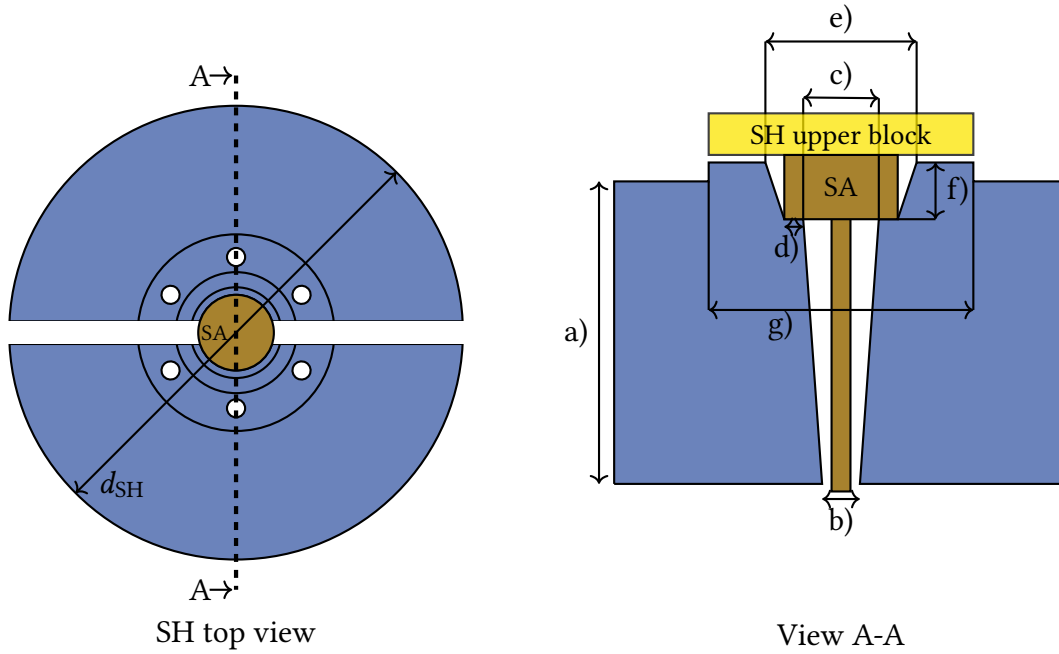 A
SA
d_SH
A
SH top view
e)
c)
SH upper block
SA
f)
d)
a)
g)
b)
View A-A